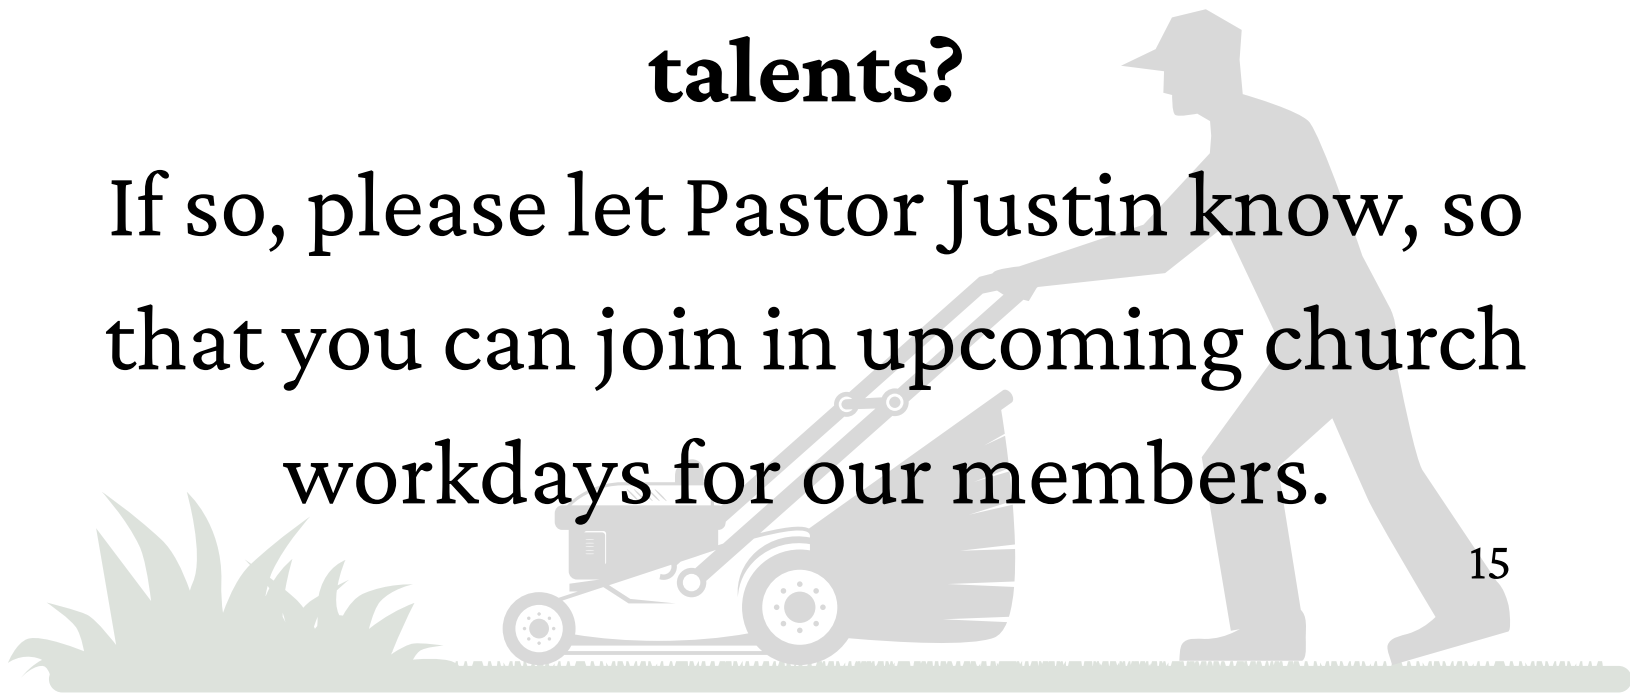 talents?
If so, please let Pastor Justin know, so
that you can join in upcoming church
workdays for our members.
15